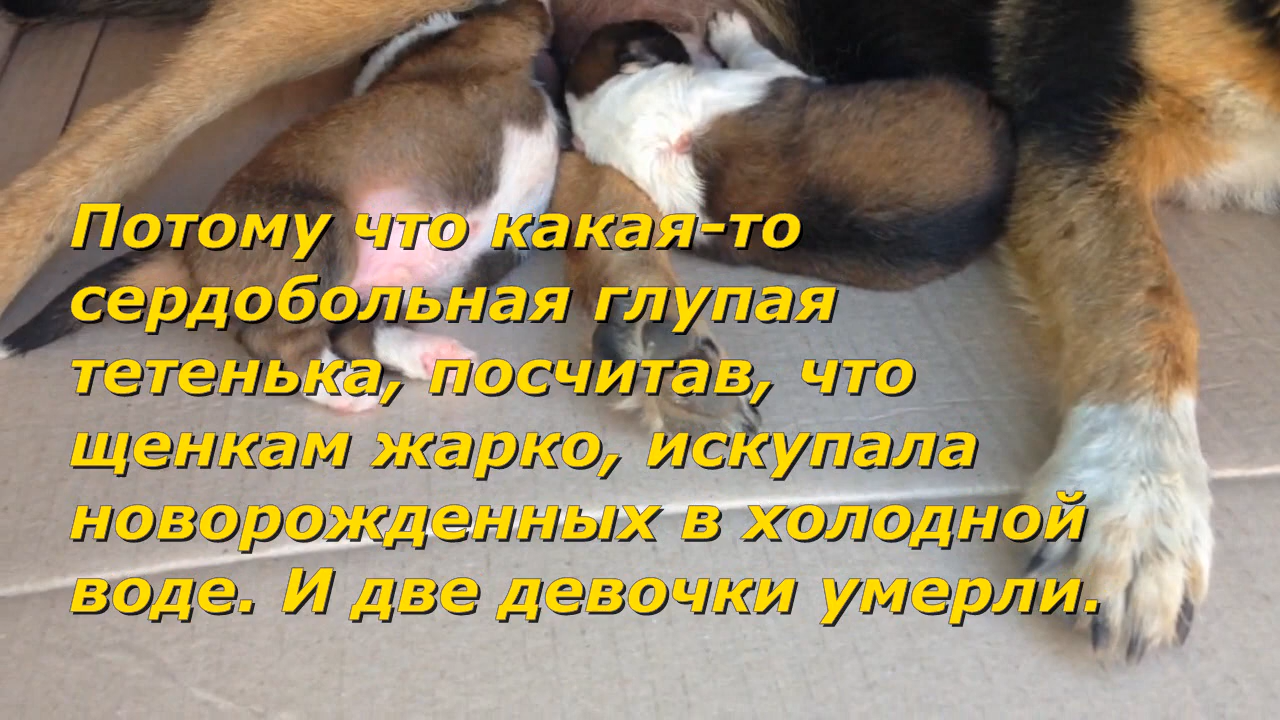 Потому что какая-то
сердобольная глупая
тетенька, посчитав, что
щенкам жарко, искупала
новорожденных в холодной
воде. И две девочки умерли.